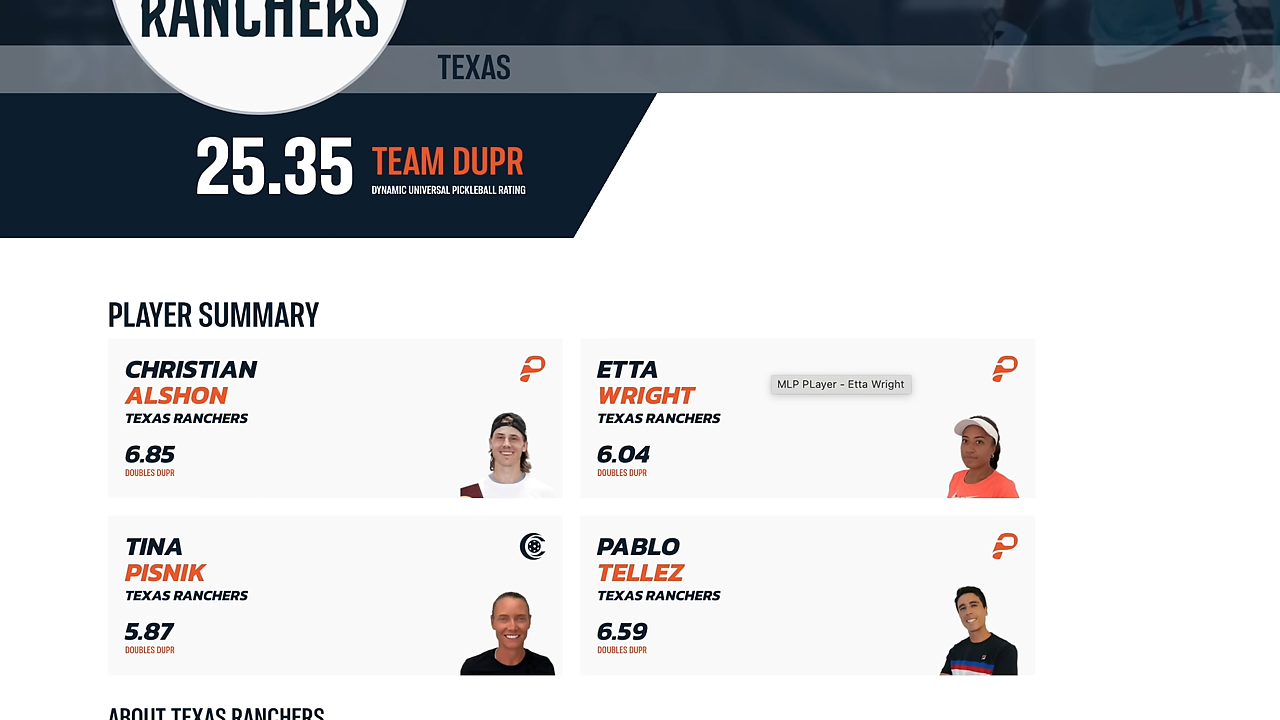 RANCHERS
TEXAS
25.35
TEAM DUPR
DYNAMIC UNIVERSAL PICKLEBALL RATING
PLAYER SUMMARY
CHRISTIAN
ALSHON
TEXAS RANCHERS
6.85
DOUBLES DUPR
ETTA
WRIGHT
TEXAS RANCHERS
6.04
DOUBLES DUPR
MLP PLayer - Etta Wright
TINA
PISNIK
TEXAS RANCHERS
5.87
DOUBLES DUPR
PABLO
TELLEZ
TEXAS RANCHERS
6.59
DOUBLES DUPR
ABOUT TEXAS RANCHERS